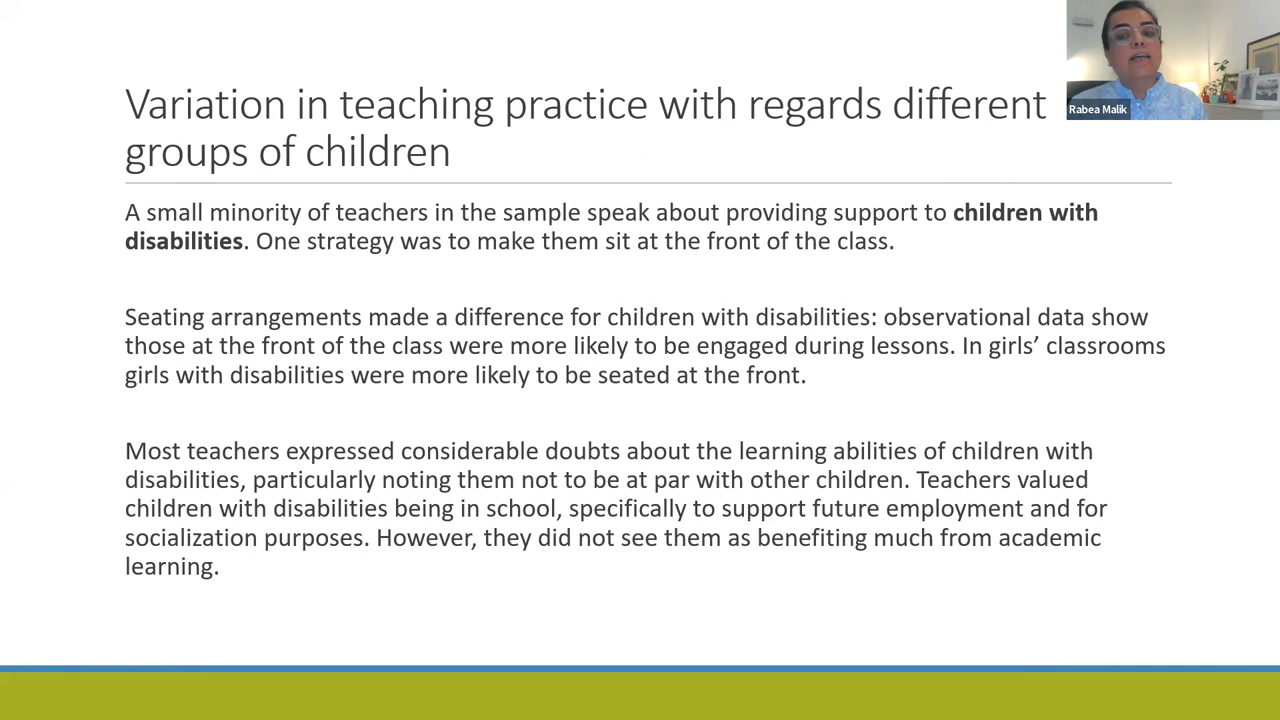 Variation in teaching practice with regards different
groups of children
Rabea Malik
A small minority of teachers in the sample speak about providing support to children with
disabilities. One strategy was to make them sit at the front of the class.
Seating arrangements made a difference for children with disabilities: observational data show
those at the front of the class were more likely to be engaged during lessons. In girls’ classrooms
girls with disabilities were more likely to be seated at the front.
Most teachers expressed considerable doubts about the learning abilities of children with
disabilities, particularly noting them not to be at par with other children. Teachers valued
children with disabilities being in school, specifically to support future employment and for
socialization purposes. However, they did not see them as benefiting much from academic
learning.